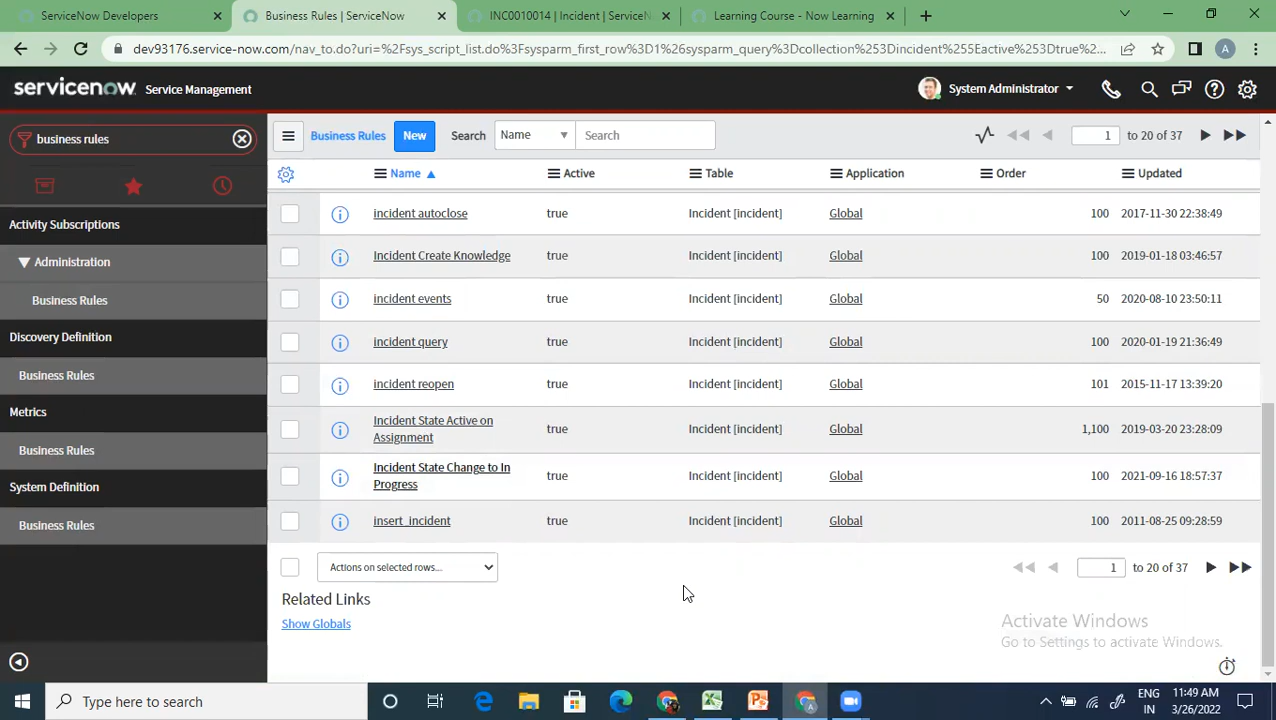 ServiceNow Developers
Business Rules | ServiceNow
INC0010014 | Incident | ServiceN
Learning Course - Now Learning
dev93176.service-now.com/nav_to.do?uri=%2Fsys_script_list.do%3Fsysparm_first_row%3D1%26sysparm_query%3Dcollection%253Dincident%255Eactive%253Dtrue%2...
A
servicenow Service Management
System Administrator
business rules
Business Rules New Search Name Search 1 to 20 of 37
Name Active Table Application Order Updated
Activity Subscriptions
Administration
Business Rules
Discovery Definition
Business Rules
Metrics
Business Rules
System Definition
Business Rules
incident autoclose true Incident [incident] Global 100 2017-11-30 22:38:49
Incident Create Knowledge true Incident [incident] Global 100 2019-01-18 03:46:57
incident events true Incident [incident] Global 50 2020-08-10 23:50:11
incident query true Incident [incident] Global 100 2020-01-19 21:36:49
incident reopen true Incident [incident] Global 101 2015-11-17 13:39:20
Incident State Active on
Assignment true Incident [incident] Global 1,100 2019-03-20 23:28:09
Incident State Change to In
Progress true Incident [incident] Global 100 2021-09-16 18:57:37
insert_incident true Incident [incident] Global 100 2011-08-25 09:28:59
Actions on selected rows... 1 to 20 of 37
Related Links
Show Globals
Activate Windows
Go to Settings to activate Windows.
Type here to search
ENG
IN
11:49 AM
3/26/2022